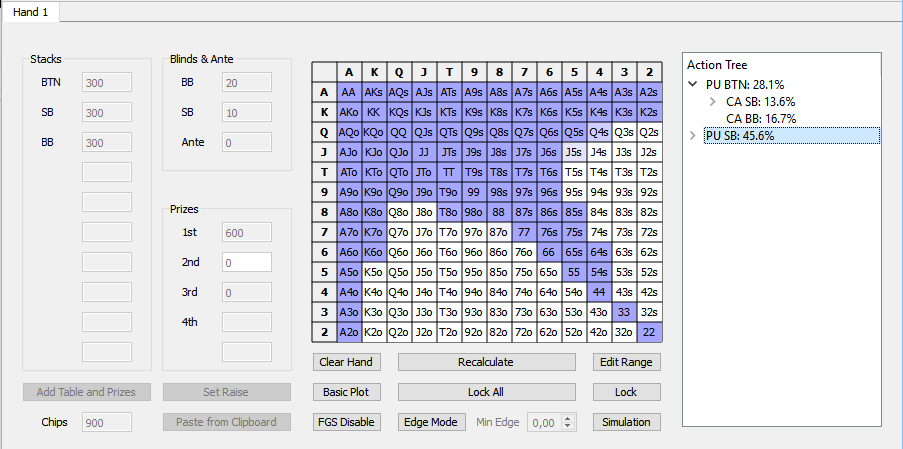 Hand 1
Stacks
BTN 300
SB 300
BB 300
Blinds & Ante
BB 20
SB 10
Ante 0
Prizes
1st 600
2nd 0
3rd 0
4th
A K Q J T 9 8 7 6 5 4 3 2
A AA AKs AQs AJs ATs A9s A8s A7s A6s A5s A4s A3s A2s
K AKo KK KQs KJs KTs K9s K8s K7s K6s K5s K4s K3s K2s
Q AQo KQo QQ QJs QTs Q9s Q8s Q7s Q6s Q5s Q4s Q3s Q2s
J AJo KJo QJo JJ JTs J9s J8s J7s J6s J5s J4s J3s J2s
T ATo KTo QTo JTo TT T9s T8s T7s T6s T5s T4s T3s T2s
9 A9o K9o Q9o J9o T9o 99 98s 97s 96s 95s 94s 93s 92s
8 A8o K8o Q8o J8o T8o 98o 88 87s 86s 85s 84s 83s 82s
7 A7o K7o Q7o J7o T7o 97o 87o 77 76s 75s 74s 73s 72s
6 A6o K6o Q6o J6o T6o 96o 86o 76o 66 65s 64s 63s 62s
5 A5o K5o Q5o J5o T5o 95o 85o 75o 65o 55 54s 53s 52s
4 A4o K4o Q4o J4o T4o 94o 84o 74o 64o 54o 44 43s 42s
3 A3o K3o Q3o J3o T3o 93o 83o 73o 63o 53o 43o 33 32s
2 A2o K2o Q2o J2o T2o 92o 82o 72o 62o 52o 42o 32o 22
Action Tree
PU BTN: 28.1%
CA SB: 13.6%
CA BB: 16.7%
PU SB: 45.6%
Clear Hand Recalculate Edit Range
Add Table and Prizes Set Raise Basic Plot Lock All Lock
Chips 900 Paste from Clipboard FGS Disable Edge Mode Min Edge 0,00 Simulation